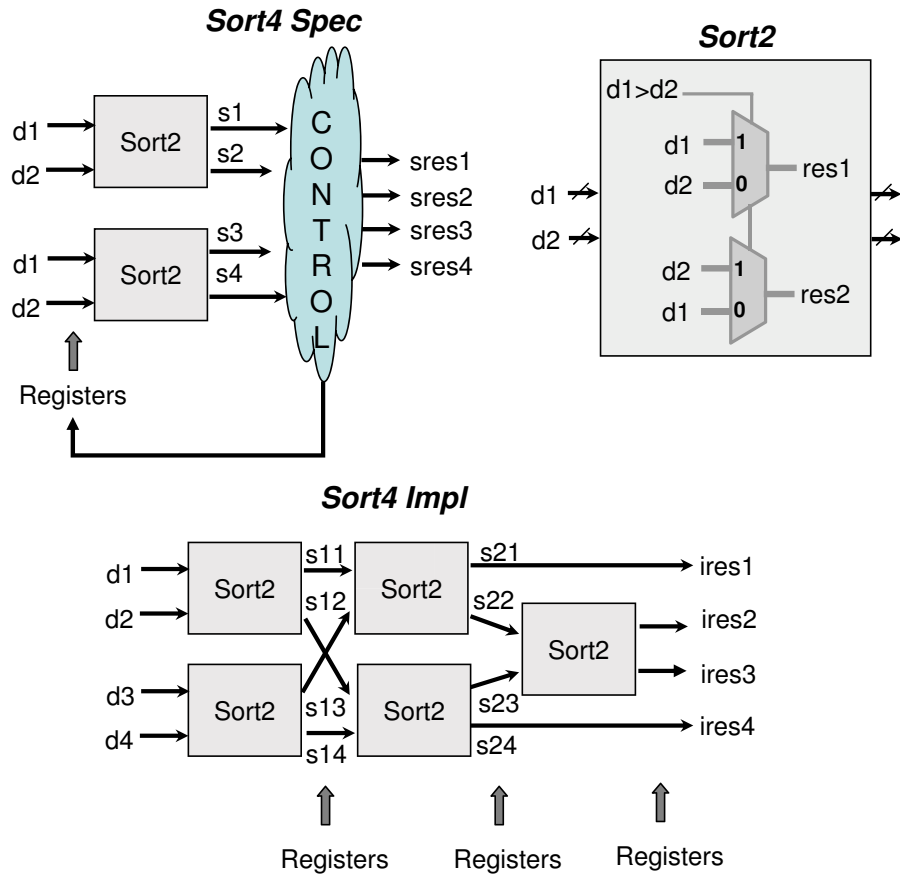 Sort4 Spec
d1
d2
Sort2
s1
s2
d1
d2
Sort2
s3
s4
CONTROL
sres1
sres2
sres3
sres4
Registers
Sort2
d1>d2
d1
d2
1
0
res1
d1
d2
d2
d1
1
0
res2
Sort4 Impl
d1
d2
Sort2
s11
s12
Sort2
s21
s22
ires1
d3
d4
Sort2
s13
s14
Sort2
s23
s24
Sort2
ires2
ires3
ires4
Registers
Registers
Registers